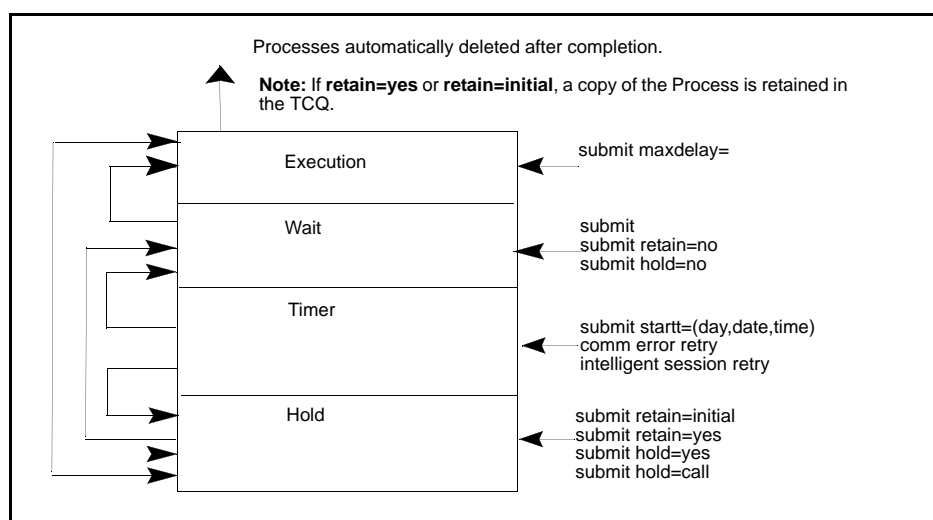 Processes automatically deleted after completion.
Note: If retain=yes or retain=initial, a copy of the Process is retained in
the TCQ.
Execution
submit maxdelay=
Wait
submit
submit retain=no
submit hold=no
Timer
submit startt=(day,date,time)
comm error retry
intelligent session retry
Hold
submit retain=initial
submit retain=yes
submit hold=yes
submit hold=call